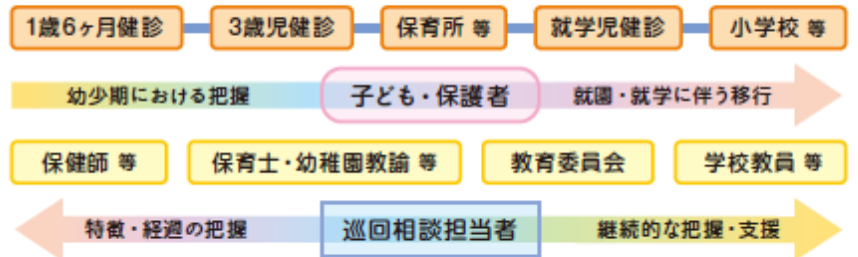 1歳6ヶ月健診 3歳児健診 保育所 等 就学児健診 小学校 等
幼少期における把握 子ども・保護者 就園・就学に伴う移行
保健師 等 保育士・幼稚園教諭 等 教育委員会 学校教員 等
特徴・経過の把握 巡回相談担当者 継続的な把握・支援